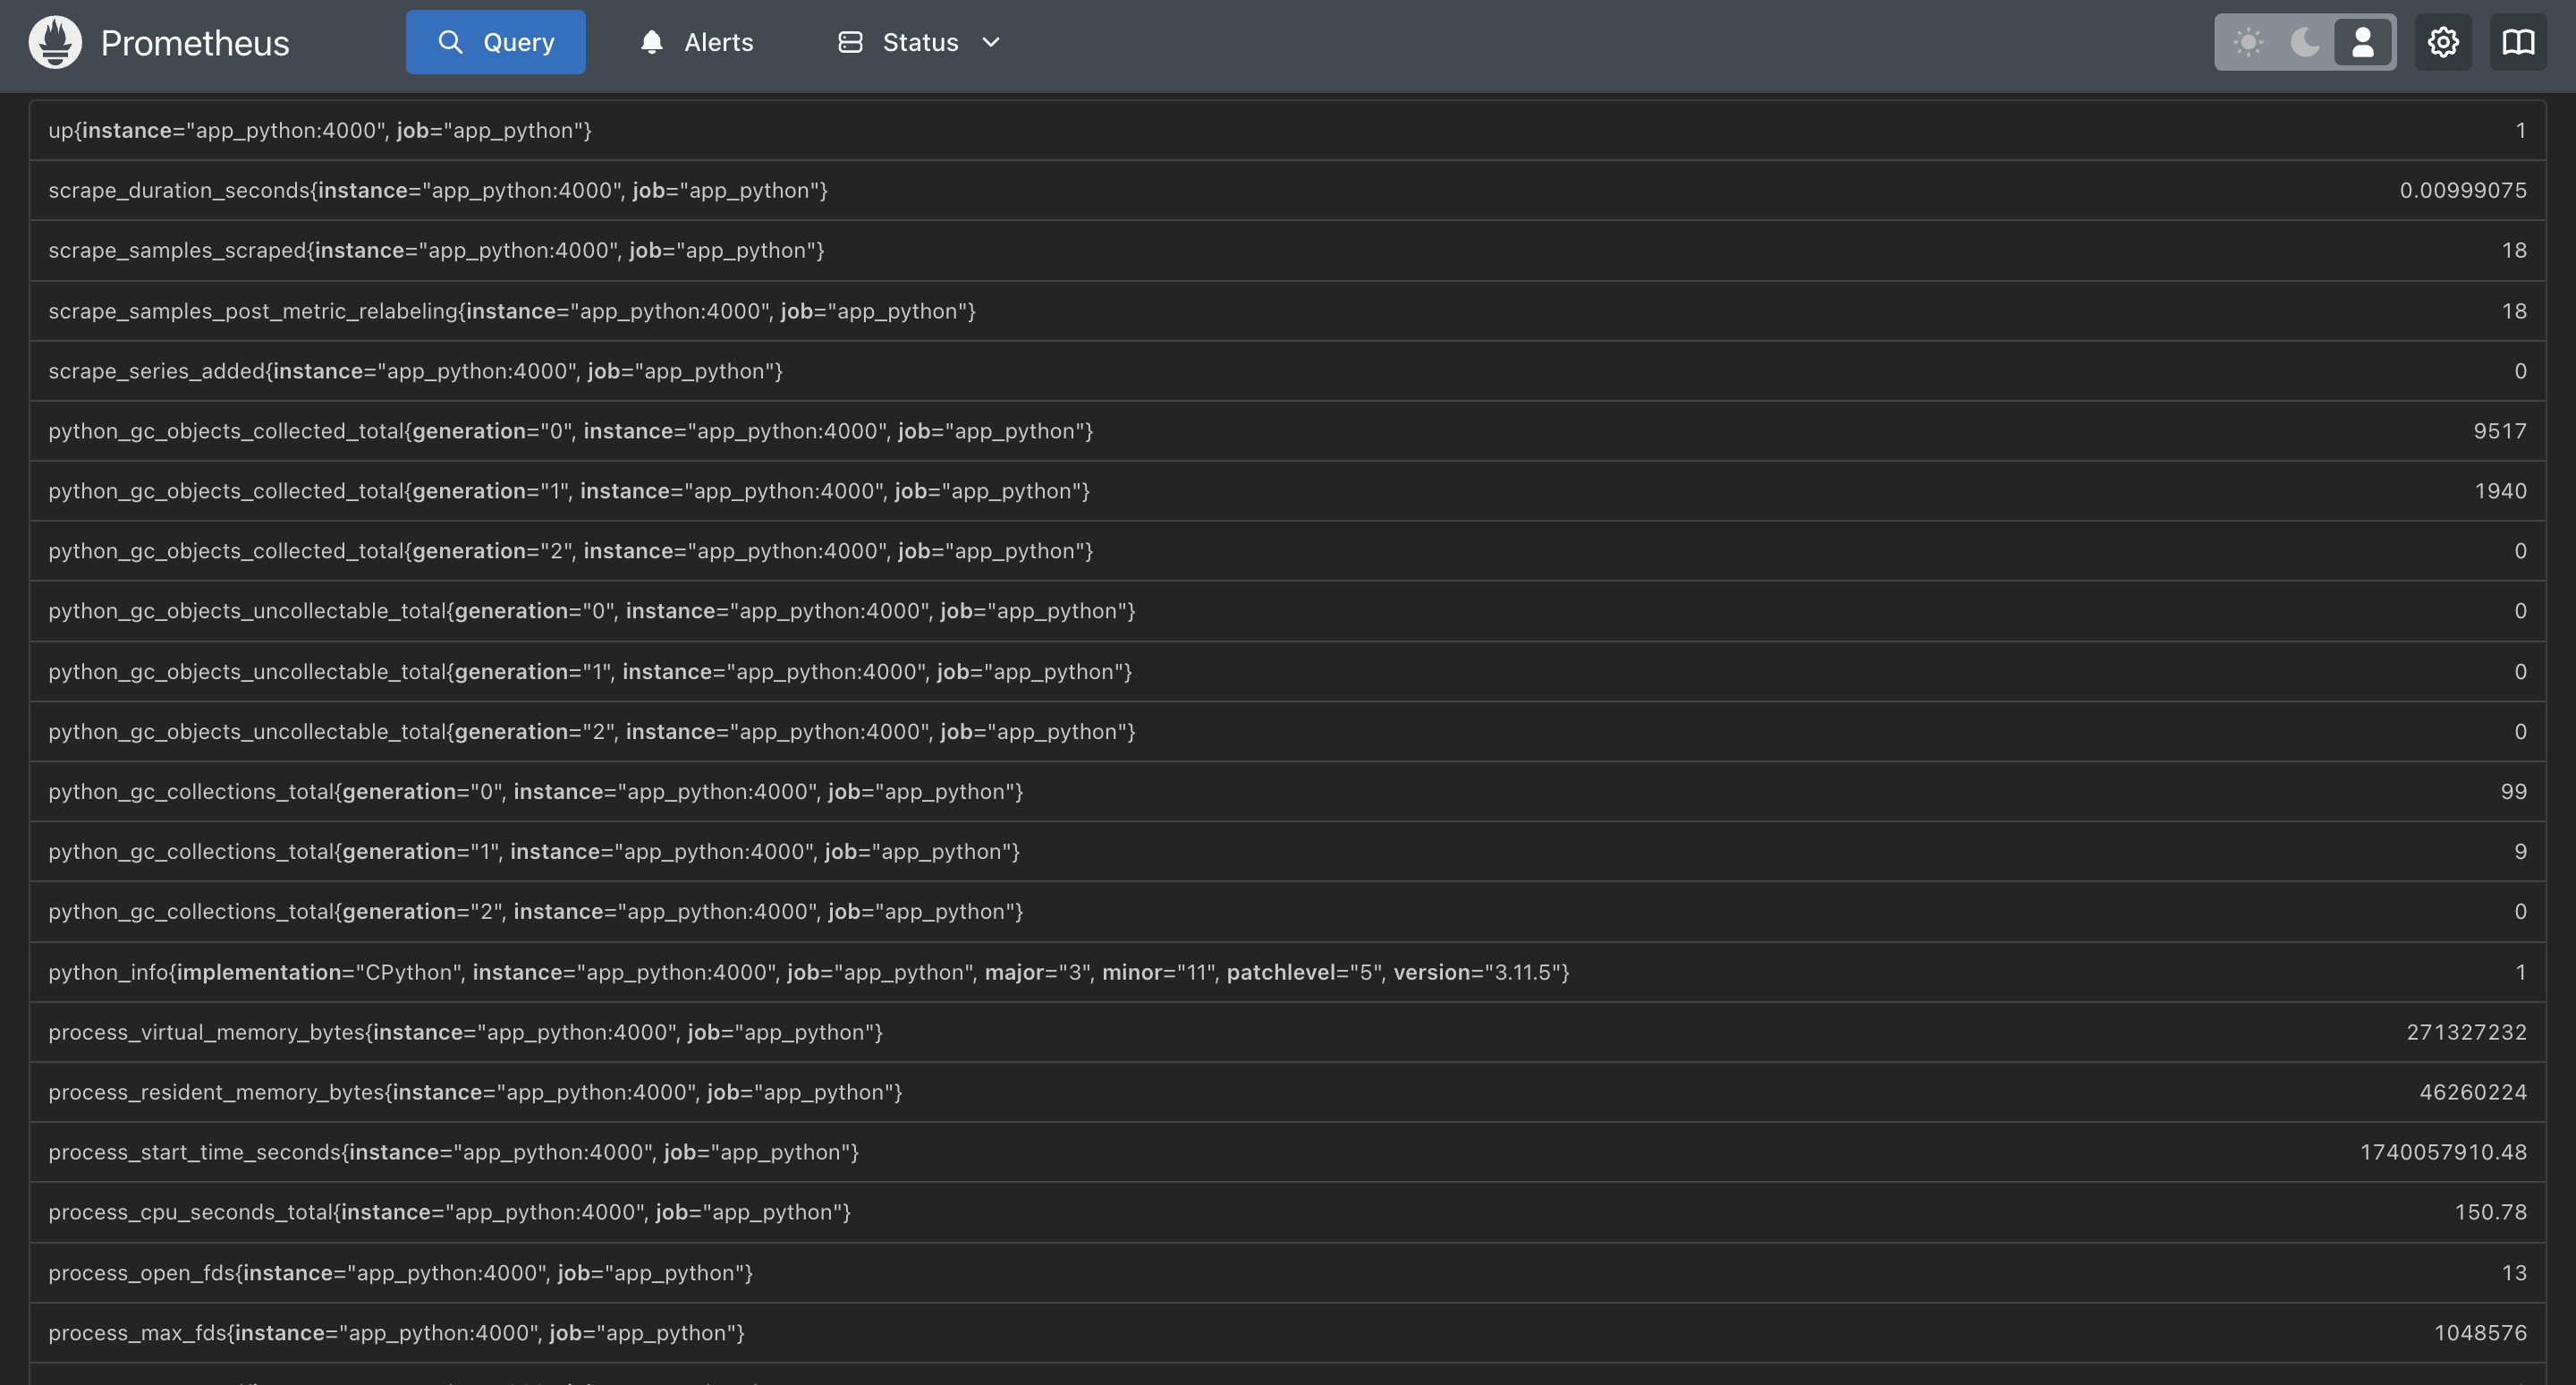 Prometheus Query Alerts Status
up{instance="app_python:4000", job="app_python"} 1
scrape_duration_seconds{instance="app_python:4000", job="app_python"} 0.00999075
scrape_samples_scraped{instance="app_python:4000", job="app_python"} 18
scrape_samples_post_metric_relabeling{instance="app_python:4000", job="app_python"} 18
scrape_series_added{instance="app_python:4000", job="app_python"} 0
python_gc_objects_collected_total{generation="0", instance="app_python:4000", job="app_python"} 9517
python_gc_objects_collected_total{generation="1", instance="app_python:4000", job="app_python"} 1940
python_gc_objects_collected_total{generation="2", instance="app_python:4000", job="app_python"} 0
python_gc_objects_uncollectable_total{generation="0", instance="app_python:4000", job="app_python"} 0
python_gc_objects_uncollectable_total{generation="1", instance="app_python:4000", job="app_python"} 0
python_gc_objects_uncollectable_total{generation="2", instance="app_python:4000", job="app_python"} 0
python_gc_collections_total{generation="0", instance="app_python:4000", job="app_python"} 99
python_gc_collections_total{generation="1", instance="app_python:4000", job="app_python"} 9
python_gc_collections_total{generation="2", instance="app_python:4000", job="app_python"} 0
python_info{implementation="CPython", instance="app_python:4000", job="app_python", major="3", minor="11", patchlevel="5", version="3.11.5"} 1
process_virtual_memory_bytes{instance="app_python:4000", job="app_python"} 271327232
process_resident_memory_bytes{instance="app_python:4000", job="app_python"} 46260224
process_start_time_seconds{instance="app_python:4000", job="app_python"} 1740057910.48
process_cpu_seconds_total{instance="app_python:4000", job="app_python"} 150.78
process_open_fds{instance="app_python:4000", job="app_python"} 13
process_max_fds{instance="app_python:4000", job="app_python"} 1048576